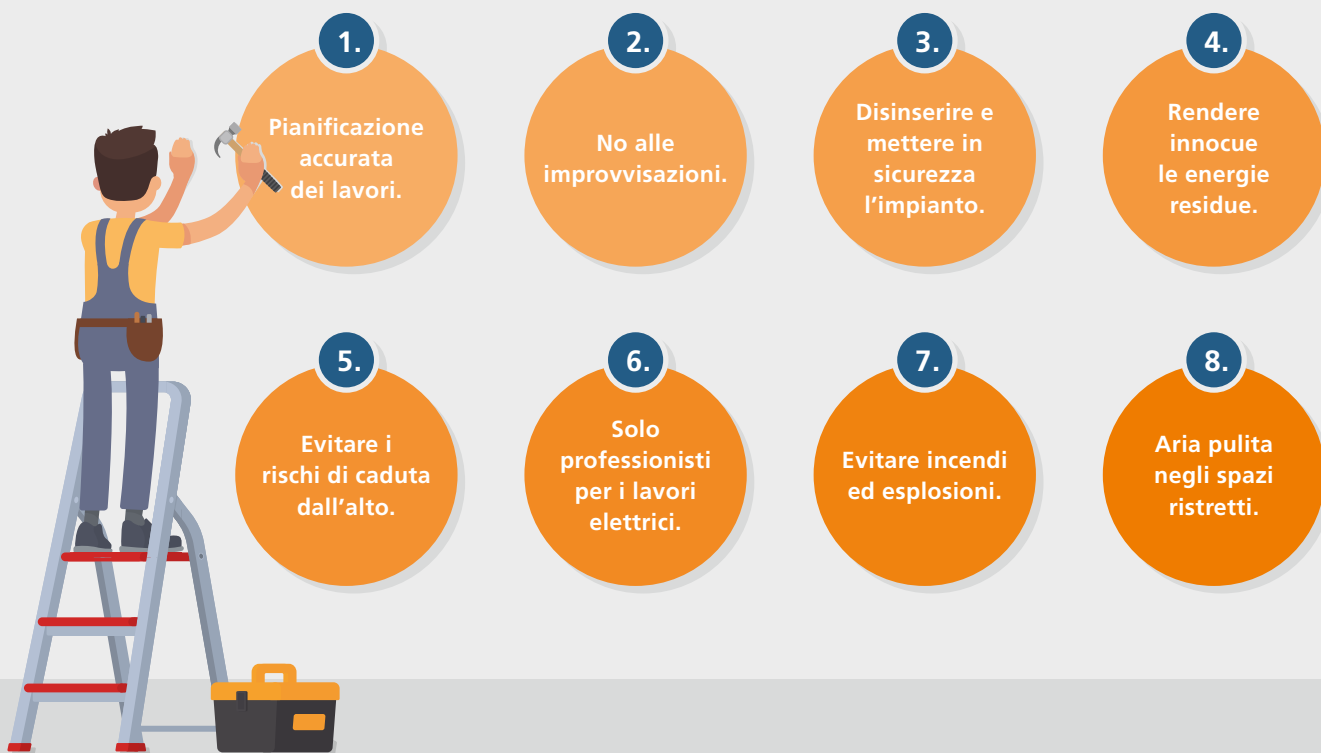 1.
Pianificazione
accurata
dei lavori.
2.
No alle
improvvisazioni.
3.
Disinserire e
mettere in
sicurezza
l’impianto.
4.
Rendere
innocue
le energie
residue.
5.
Evitare i
rischi di caduta
dall’alto.
6.
Solo
professionisti
per i lavori
elettrici.
7.
Evitare incendi
ed esplosioni.
8.
Aria pulita
negli spazi
ristretti.